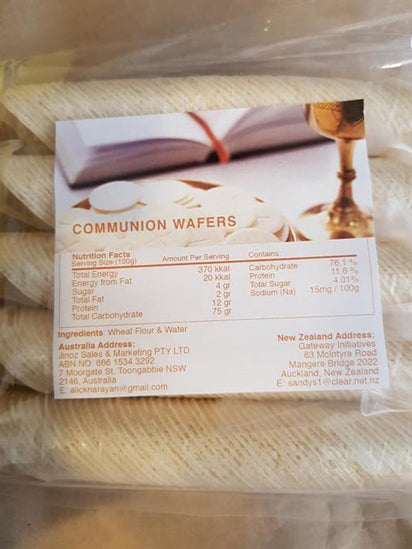 COMMUNION WAFERS
Nutrition Facts
Serving Size (100g) Amount Per Serving
Total Energy 370 kkal
Energy from Fat 20 kkal
Sugar 4 gr
Total Fat 2 gr
Protein 12 gr
Total Carbohydrate 75 gr
Contains:
Carbohydrate 76.1 %
Protein 11.6 %
Total Sugar 4.01%
Sodium (Na) 15mg / 100g
Ingredients: Wheat Flour & Water
Australia Address:
Jinoz Sales & Marketing PTY LTD
ABN NO: 666 1534 3292
7 Moorgate St, Toongabbie NSW
2146, Australia
E: alicknarayan@gmail.com
New Zealand Address:
Gateway Initiatives
63 McIntyre Road
Mangere Bridge 2022
Auckland, New Zealand
E: sandys1@clear.net.nz